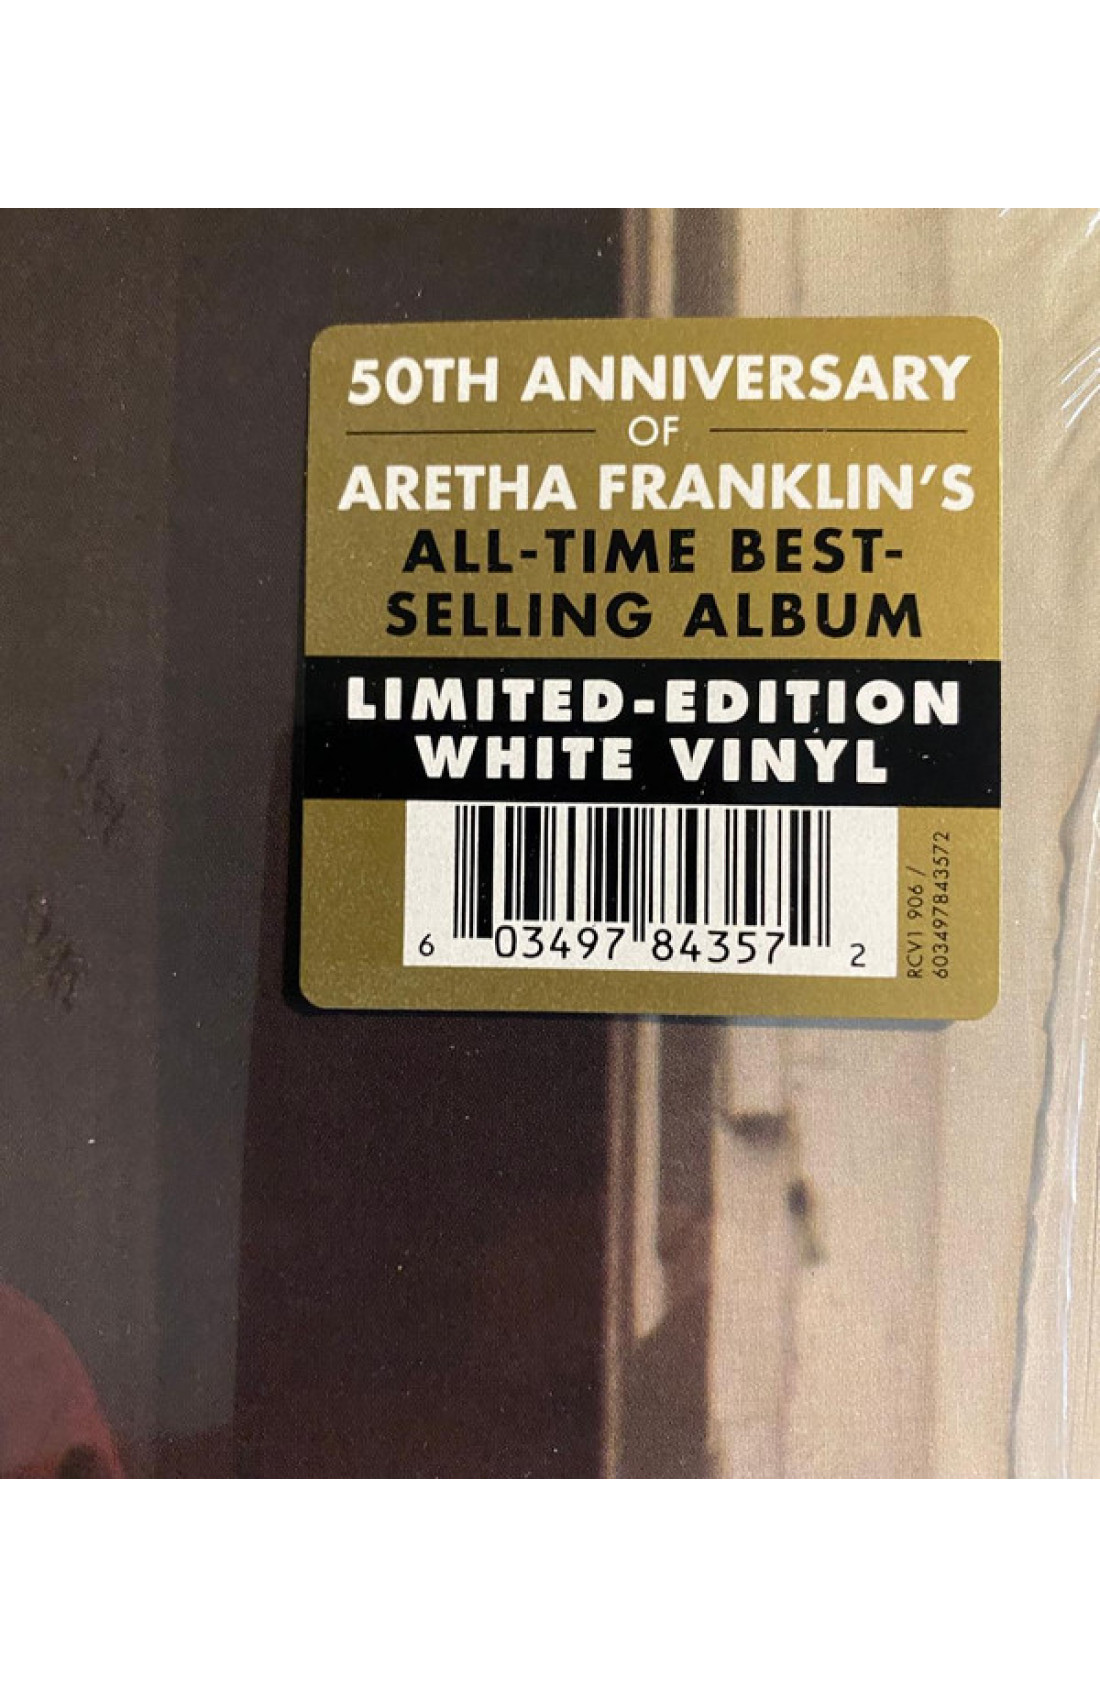 50TH ANNIVERSARY
OF
ARETHA FRANKLIN'S
ALL-TIME BEST-
SELLING ALBUM
LIMITED-EDITION
WHITE VINYL
6 03497 84357 2
RCV1 906 /
603497843572